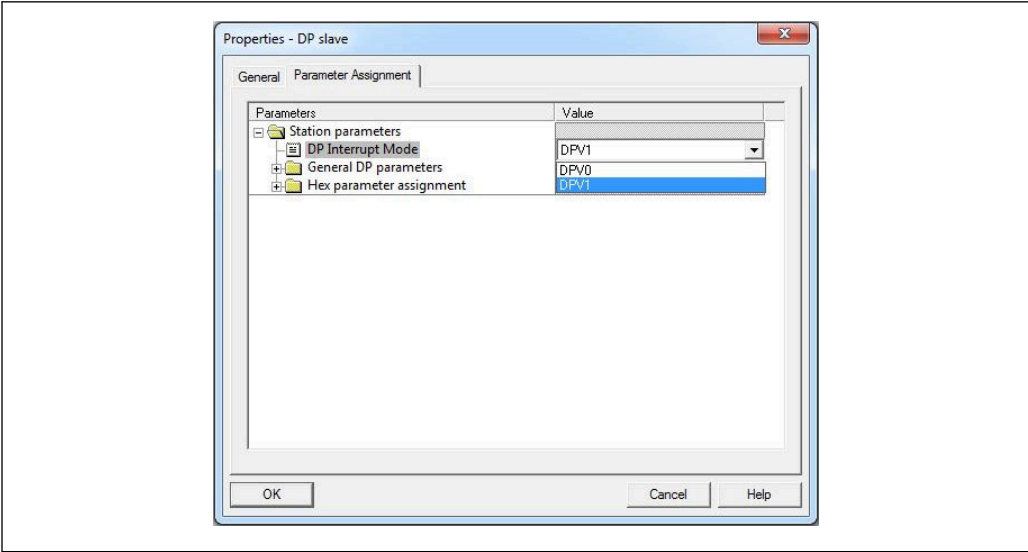 Properties - DP slave
General Parameter Assignment
Parameters Value
Station parameters
DP Interrupt Mode DPV1
General DP parameters DPV0
Hex parameter assignment DPV1
OK Cancel Help